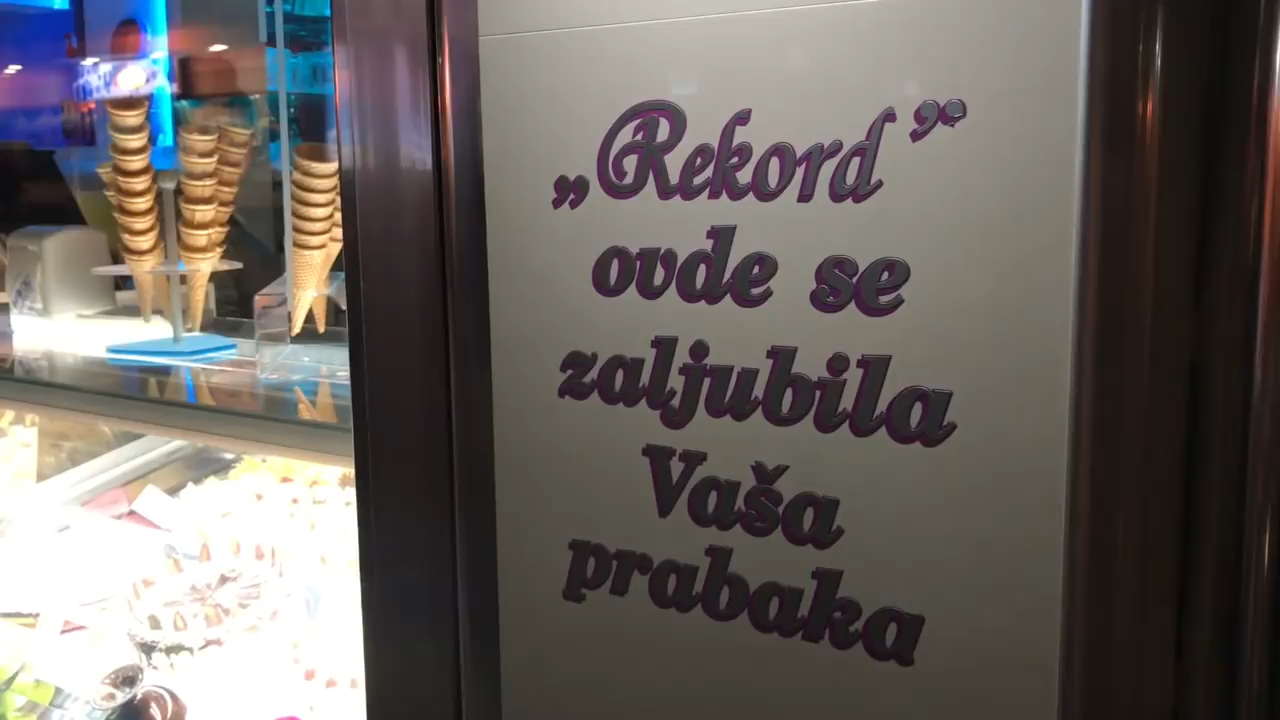 „Rekord”
ovde se
zaljubila
Vaša
prabaka